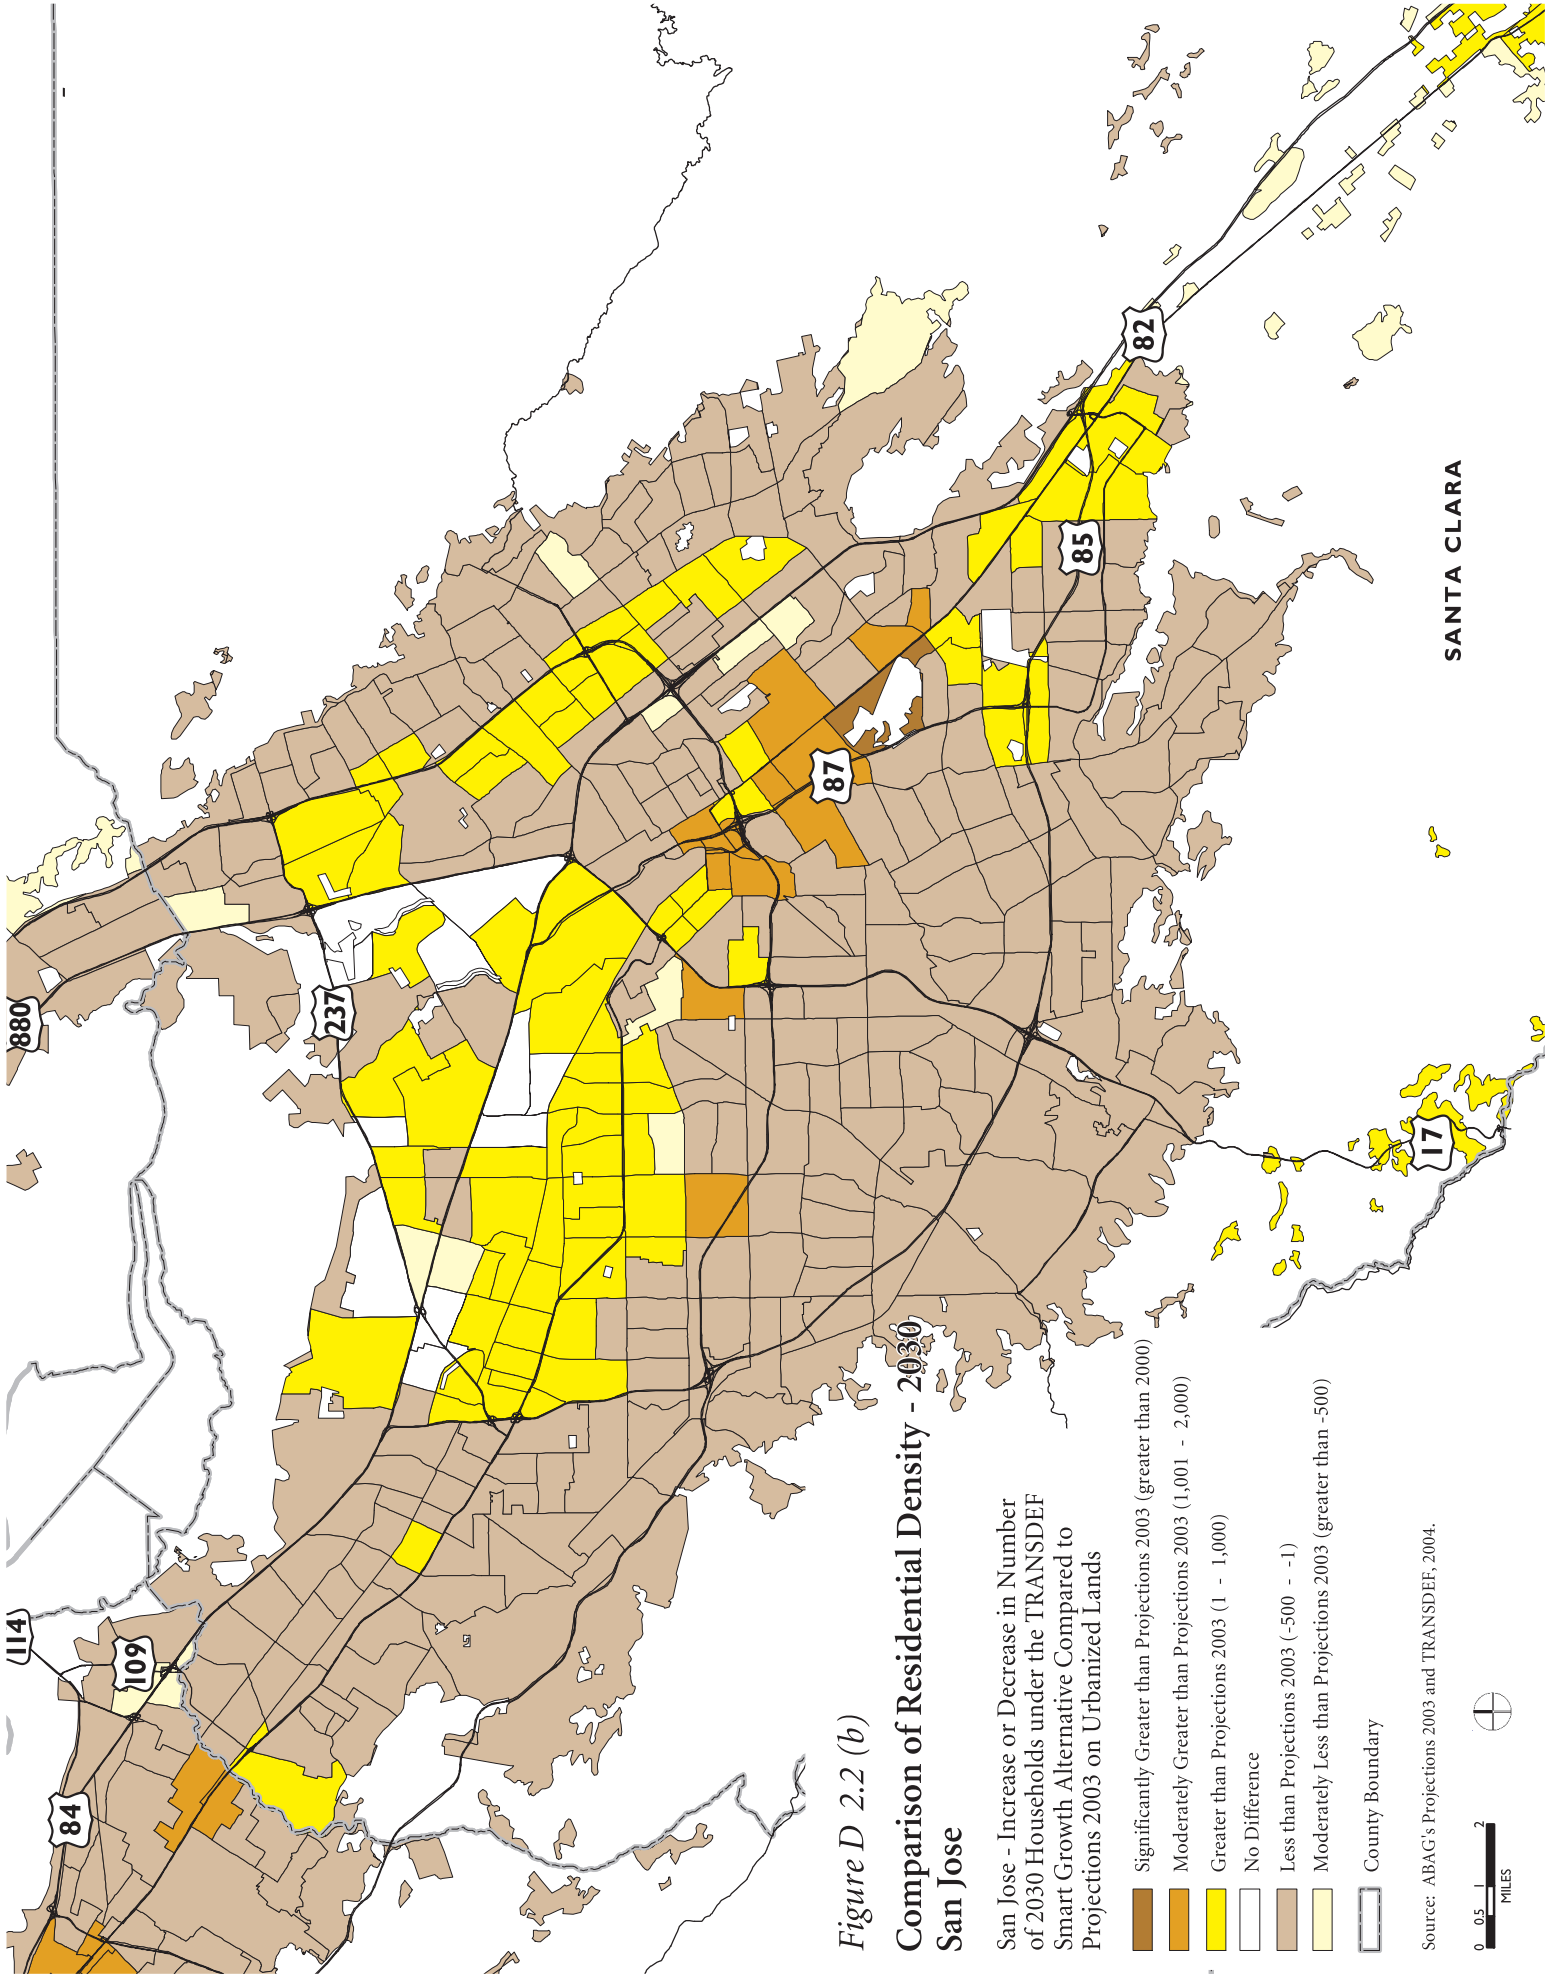 Figure D 2.2 (b)
Comparison of Residential Density - 2030
San Jose
San Jose - Increase or Decrease in Number
of 2030 Households under the TRANSDEF
Smart Growth Alternative Compared to
Projections 2003 on Urbanized Lands
Significantly Greater than Projections 2003 (greater than 2000)
Moderately Greater than Projections 2003 (1,001 - 2,000)
Greater than Projections 2003 (1 - 1,000)
No Difference
Less than Projections 2003 (-500 - -1)
Moderately Less than Projections 2003 (greater than -500)
County Boundary
Source: ABAG's Projections 2003 and TRANSDEF, 2004.
0 0.5 1 2
MILES
84
109
114
880
237
87
85
82
17
SANTA CLARA